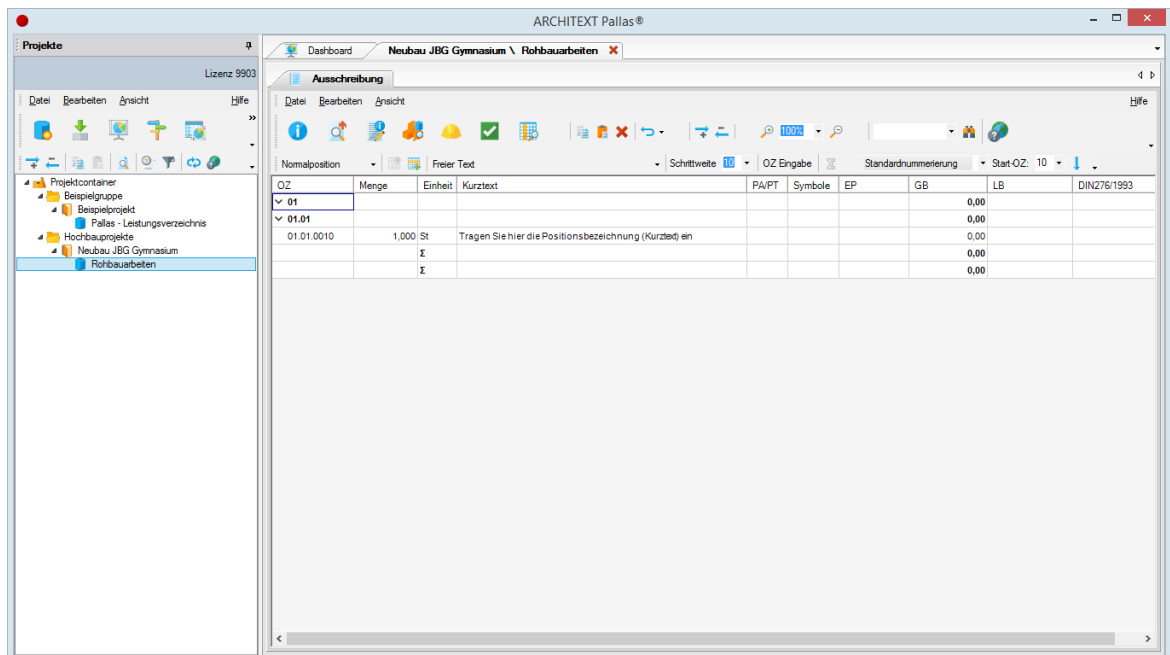 ARCHITEXT Pallas®
Projekte
Lizenz 9903
Datei Bearbeiten Ansicht Hilfe
»
Projektcontainer
Beispielgruppe
Beispielprojekt
Pallas - Leistungsverzeichnis
Hochbauprojekte
Neubau JBG Gymnasium
Rohbauarbeiten
Dashboard Neubau JBG Gymnasium \ Rohbauarbeiten
Ausschreibung
Datei Bearbeiten Ansicht Hilfe
100%
Normalposition Freier Text Schrittweite 10 OZ Eingabe Standardnummerierung Start-OZ: 10
OZ Menge Einheit Kurztext PA/PT Symbole EP GB LB DIN276/1993
01 0,00
01.01 0,00
01.01.0010 1,000 St Tragen Sie hier die Positionsbezeichnung (Kurztext) ein 0,00
Σ 0,00
Σ 0,00